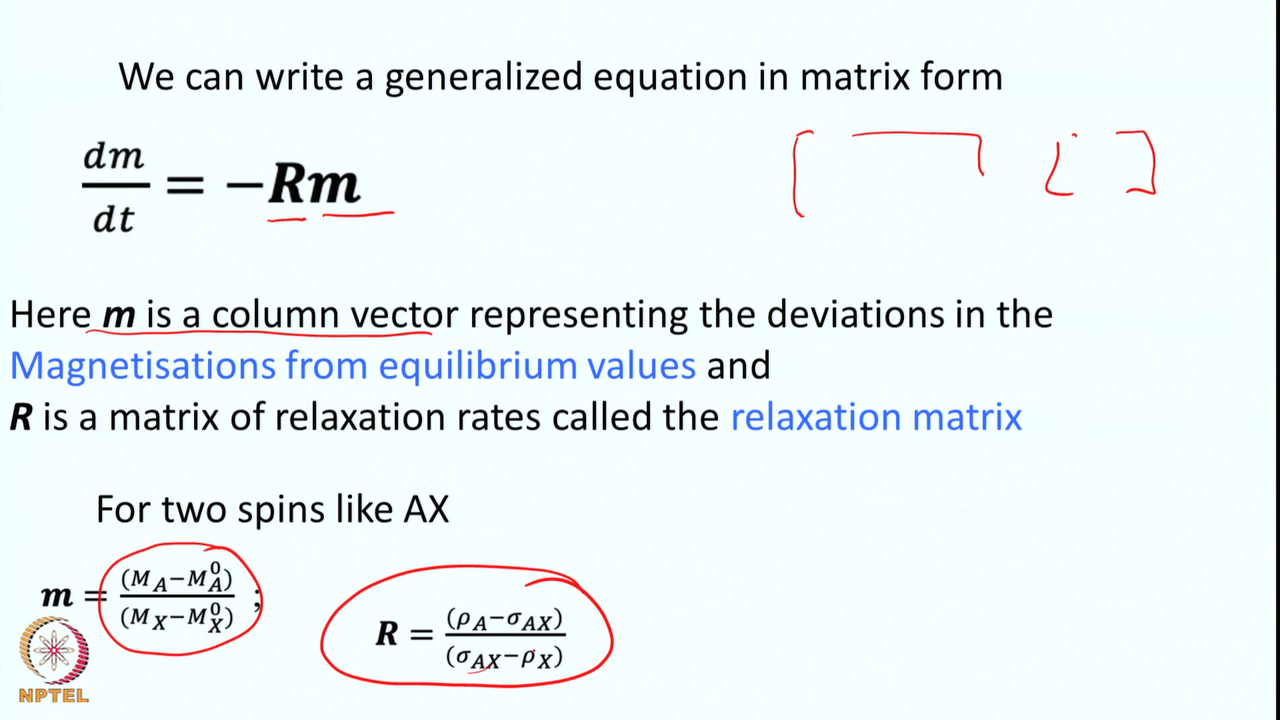 We can write a generalized equation in matrix form
dm/dt = −Rm
Here m is a column vector representing the deviations in the
Magnetisations from equilibrium values and
R is a matrix of relaxation rates called the relaxation matrix
For two spins like AX
m = (M_A−M_A^0)/(M_X−M_X^0) ;
R = (ρ_A−σ_AX)/(σ_AX−ρ_X)
NPTEL